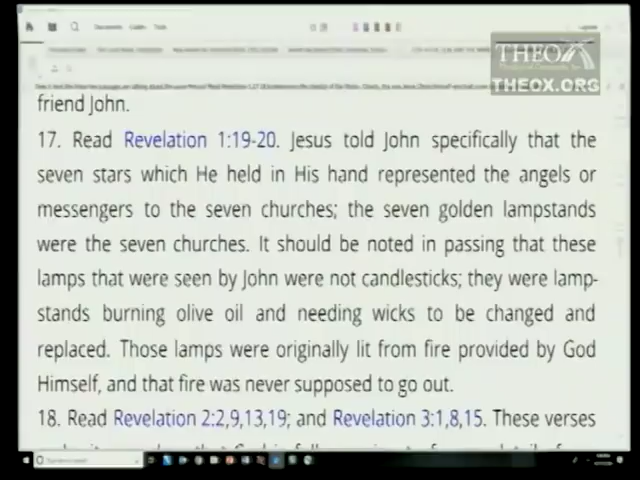 THEOX
THEOX.ORG
friend John.
17. Read Revelation 1:19-20. Jesus told John specifically that the
seven stars which He held in His hand represented the angels or
messengers to the seven churches; the seven golden lampstands
were the seven churches. It should be noted in passing that these
lamps that were seen by John were not candlesticks; they were lamp-
stands burning olive oil and needing wicks to be changed and
replaced. Those lamps were originally lit from fire provided by God
Himself, and that fire was never supposed to go out.
18. Read Revelation 2:2,9,13,19; and Revelation 3:1,8,15. These verses